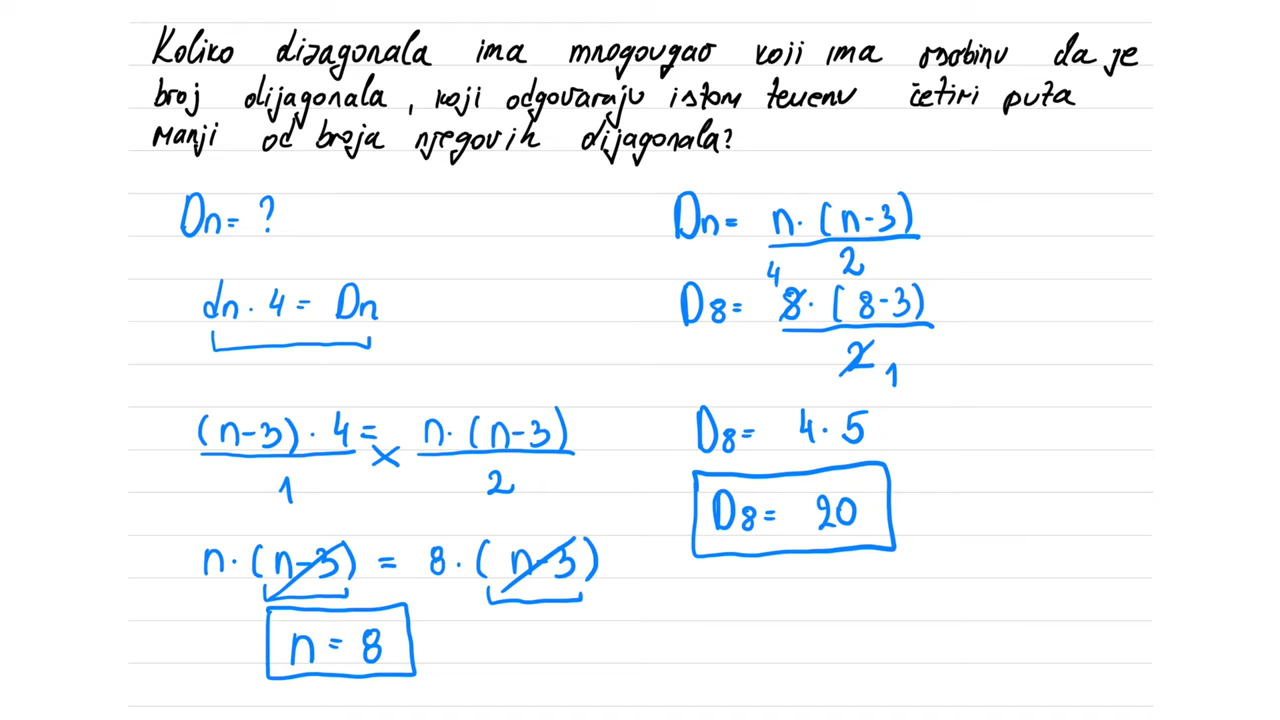 Koliko dijagonala ima mnogougao koji ima osobinu da je
broj dijagonala, koji odgovaraju istom temenu četiri puta
manji od broja njegovih dijagonala?
Dn = ?
dn · 4 = Dn
(n-3) · 4 / 1 = n · (n-3) / 2
n · (n-3) = 8 · (n-3)
n = 8
Dn = n · (n-3) / 2
D8 = 4 8 · (8-3) / 2 1
D8 = 4 · 5
D8 = 20